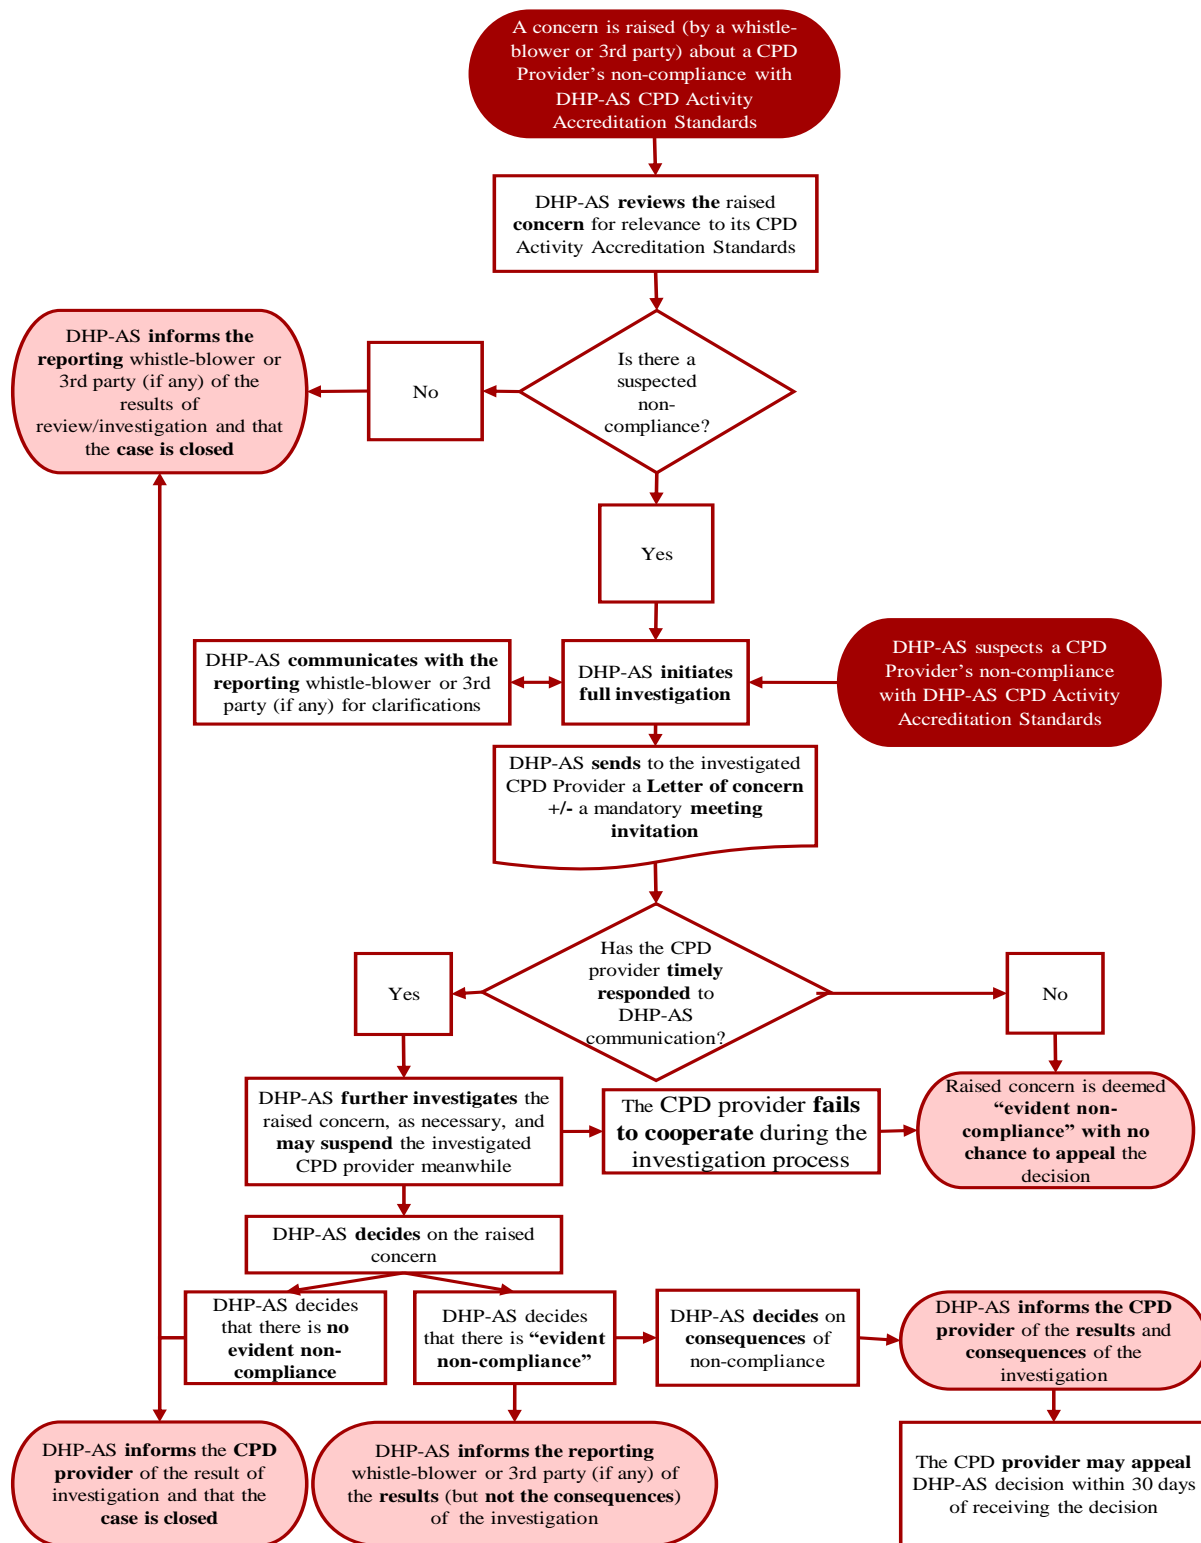 A concern is raised (by a whistle-
blower or 3rd party) about a CPD
Provider’s non-compliance with
DHP-AS CPD Activity
Accreditation Standards
DHP-AS reviews the raised
concern for relevance to its CPD
Activity Accreditation Standards
DHP-AS informs the
reporting whistle-blower or
3rd party (if any) of the
results of
review/investigation and that
the case is closed
No
Is there a
suspected
non-
compliance?
Yes
DHP-AS communicates with the
reporting whistle-blower or 3rd
party (if any) for clarifications
DHP-AS initiates
full investigation
DHP-AS suspects a CPD
Provider’s non-compliance
with DHP-AS CPD Activity
Accreditation Standards
DHP-AS sends to the investigated
CPD Provider a Letter of concern
+/- a mandatory meeting
invitation
Has the CPD
provider timely
responded to
DHP-AS
communication?
Yes
No
DHP-AS further investigates the
raised concern, as necessary, and
may suspend the investigated
CPD provider meanwhile
The CPD provider fails
to cooperate during the
investigation process
Raised concern is deemed
“evident non-
compliance” with no
chance to appeal the
decision
DHP-AS decides on the raised
concern
DHP-AS decides
that there is no
evident non-
compliance
DHP-AS decides
that there is “evident
non-compliance”
DHP-AS decides on
consequences of
non-compliance
DHP-AS informs the CPD
provider of the results and
consequences of the
investigation
DHP-AS informs the CPD
provider of the result of
investigation and that the
case is closed
DHP-AS informs the reporting
whistle-blower or 3rd party (if any) of
the results (but not the consequences)
of the investigation
The CPD provider may appeal
DHP-AS decision within 30 days
of receiving the decision